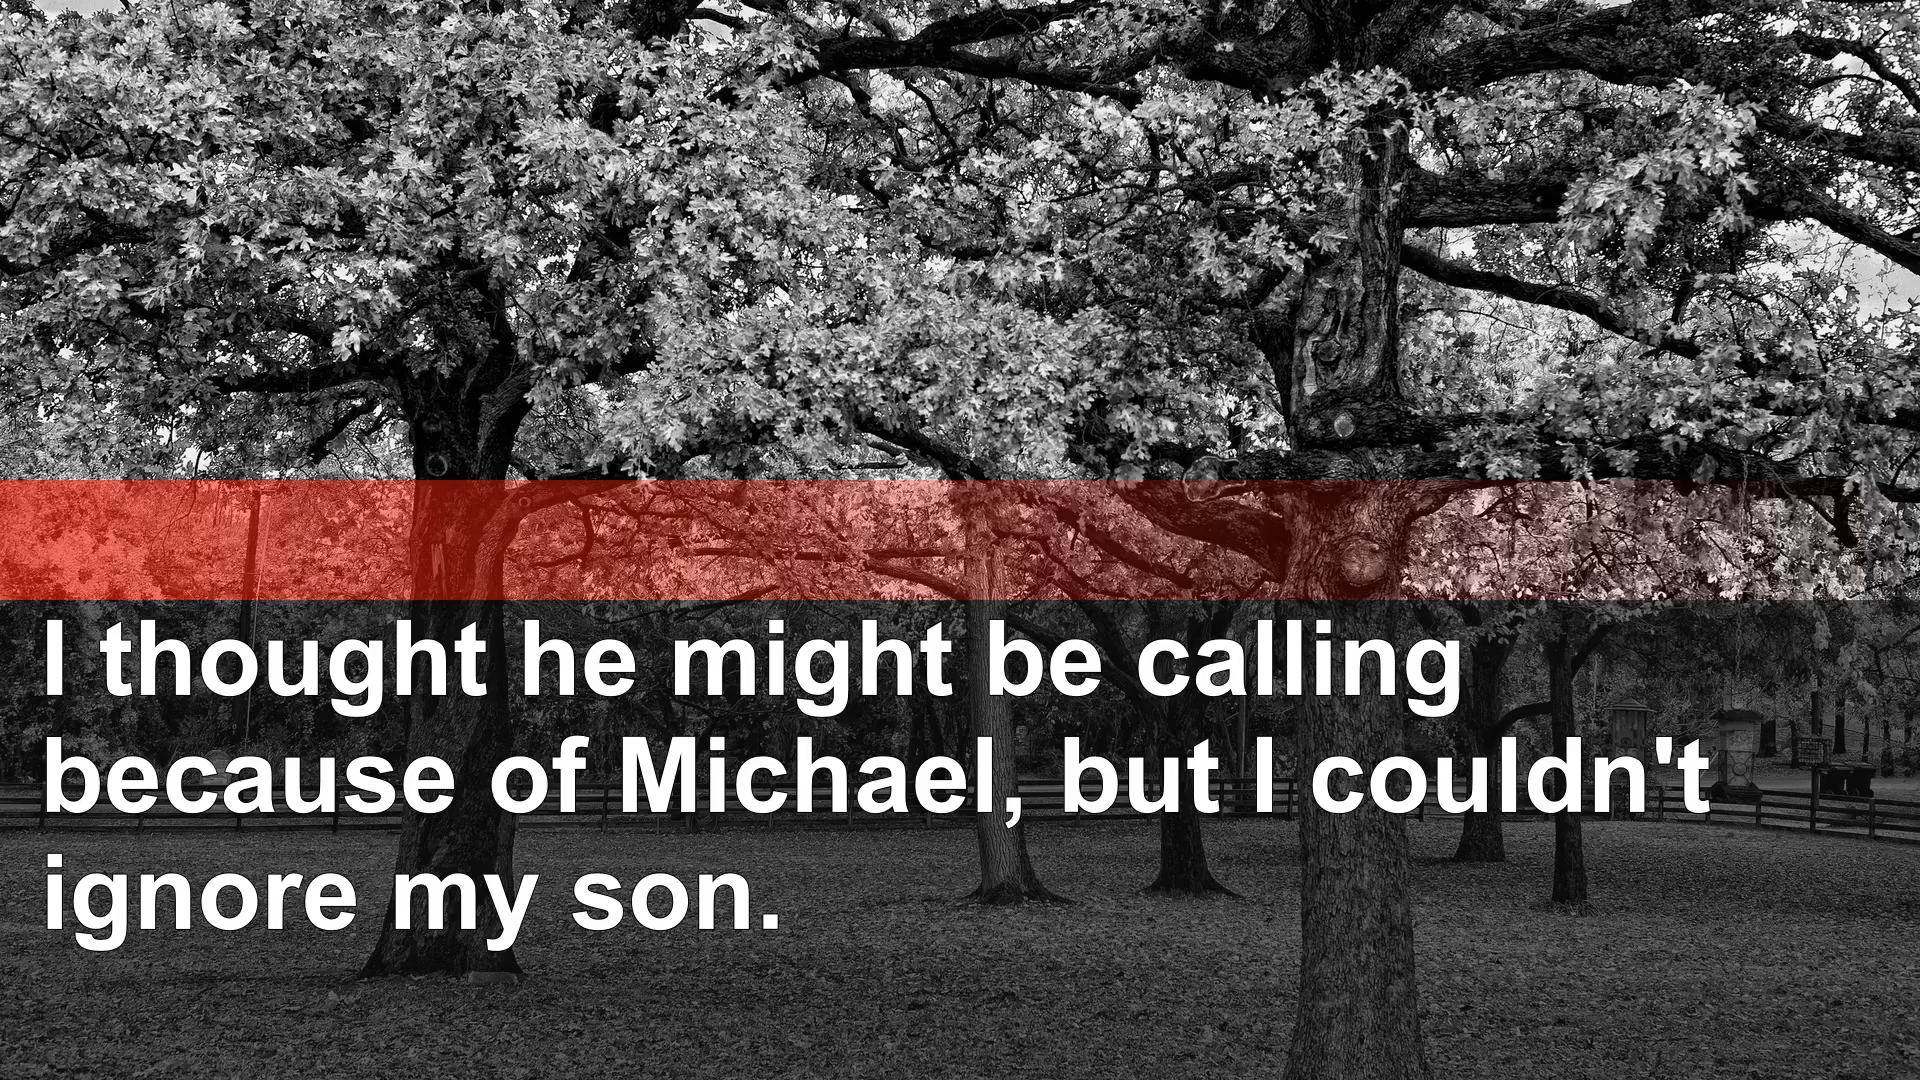 I thought he might be calling
because of Michael, but I couldn't
ignore my son.